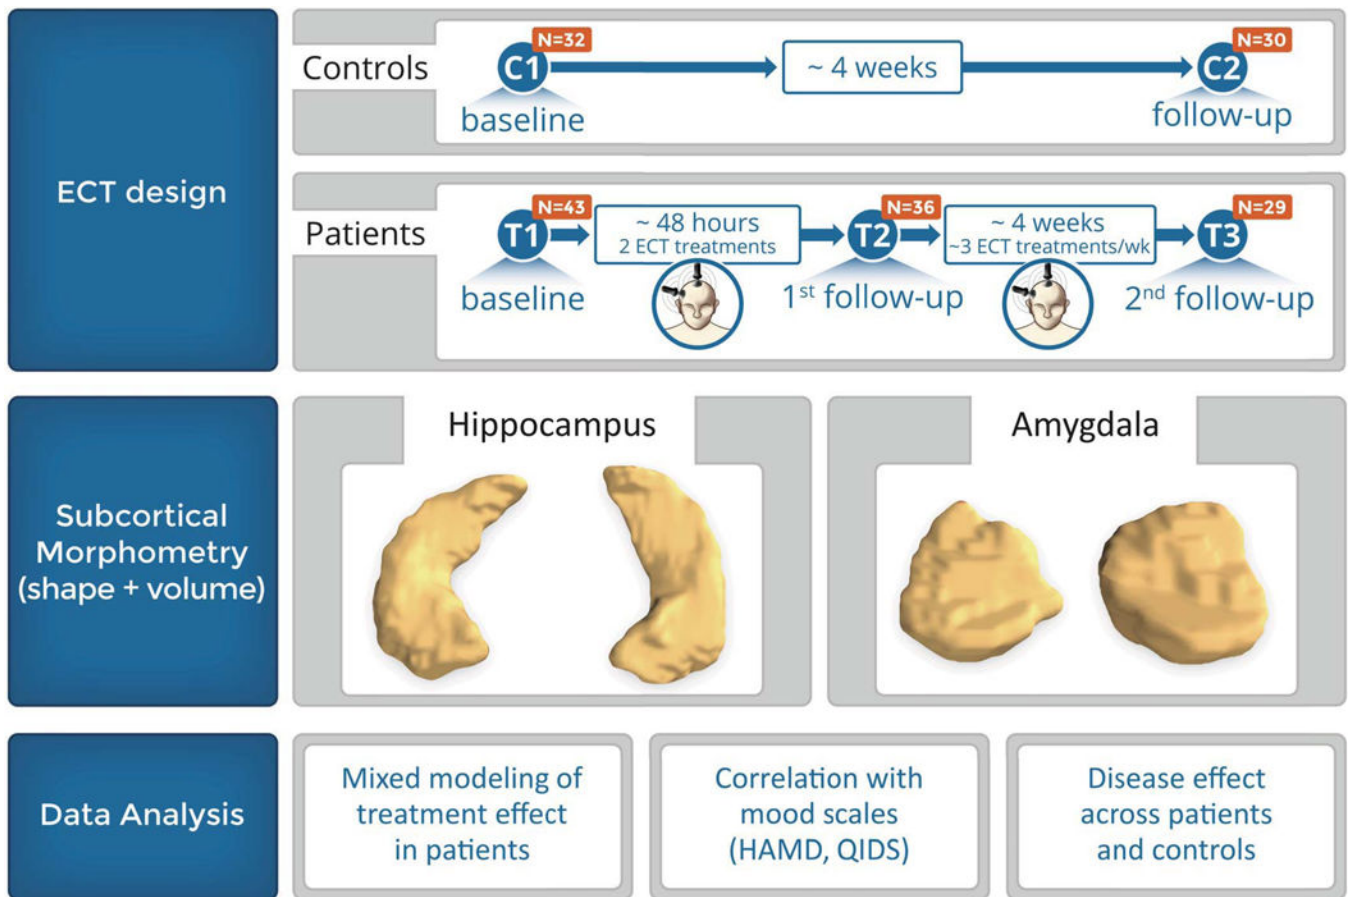 ECT design
Controls
C1
N=32
baseline
~ 4 weeks
C2
N=30
follow-up
Patients
T1
N=43
baseline
~ 48 hours
2 ECT treatments
T2
N=36
1st follow-up
~ 4 weeks
~3 ECT treatments/wk
T3
N=29
2nd follow-up
Subcortical
Morphometry
(shape + volume)
Hippocampus
Amygdala
Data Analysis
Mixed modeling of
treatment effect
in patients
Correlation with
mood scales
(HAMD, QIDS)
Disease effect
across patients
and controls